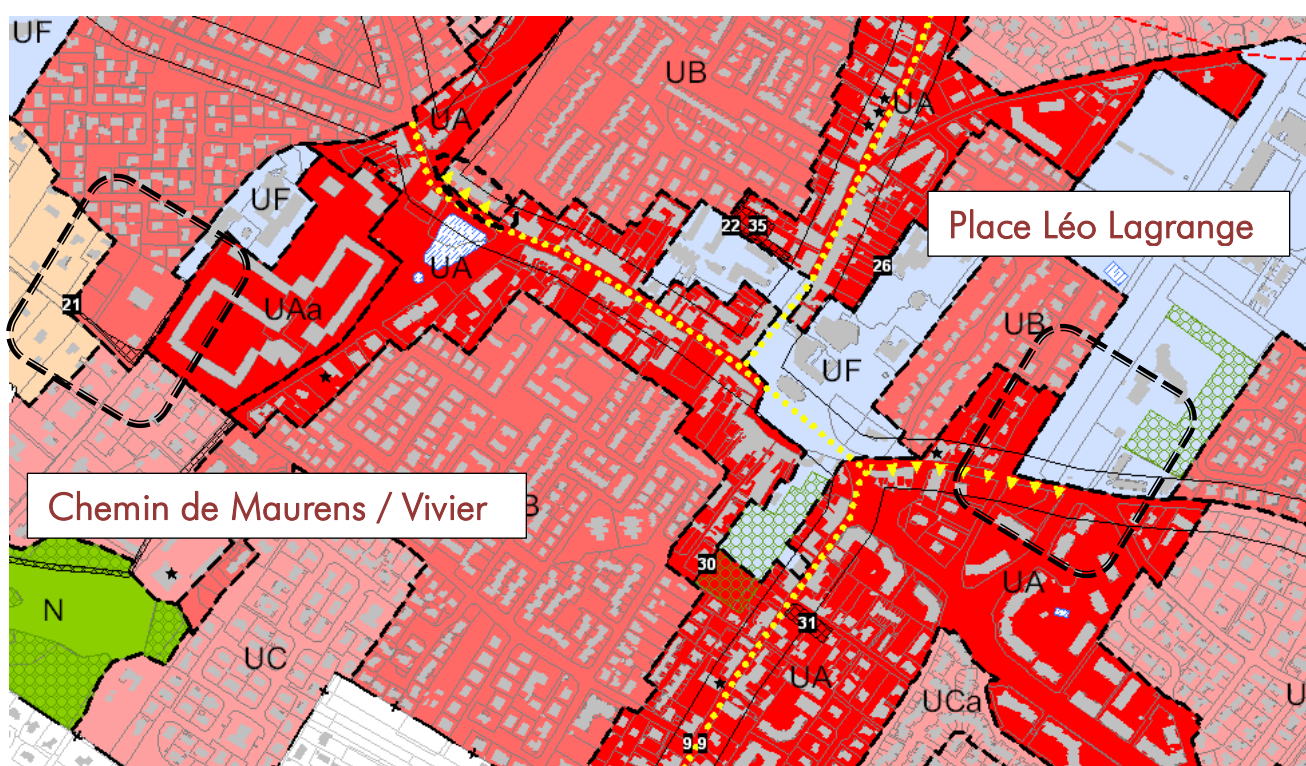 UF
UB
UA
UA
UF
22 35
Place Léo Lagrange
26
UA
21
UAa
UB
UF
Chemin de Maurens / Vivier
B
30
UA
N
31
UC
UA
UCa
U
9 9